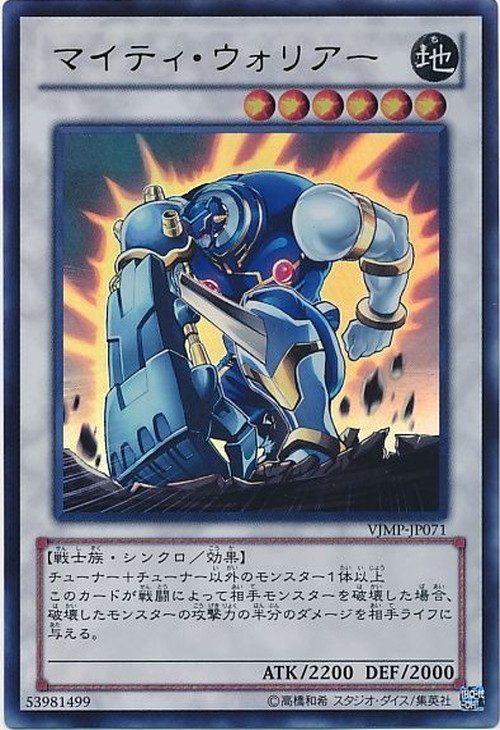 マイティ・ウォリアー
地
VJMP-JP071
【戦士族・シンクロ/効果】
チューナー+チューナー以外のモンスター1体以上
このカードが戦闘によって相手モンスターを破壊した場合、
破壊したモンスターの攻撃力の半分のダメージを相手ライフに
与える。
ATK/2200 DEF/2000
53981499 ©高橋和希 スタジオ・ダイス/集英社